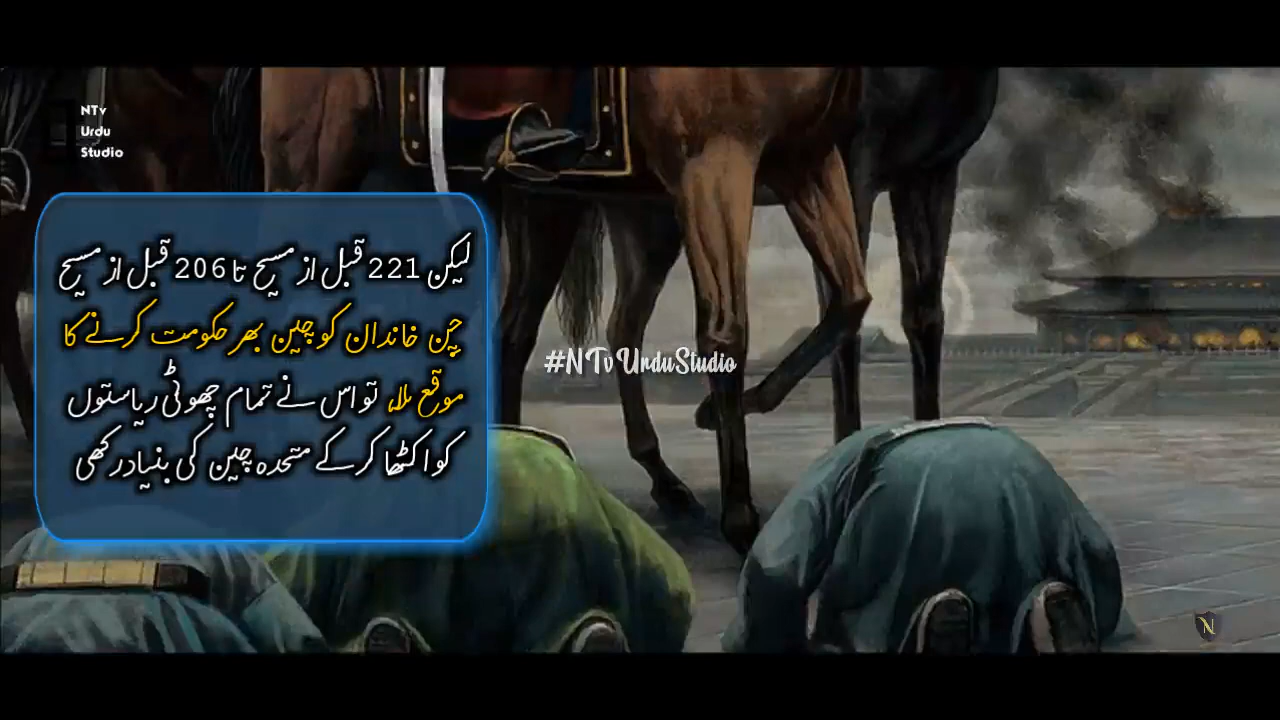 NTv
Urdu
Studio
لیکن 221 قبل از مسیح تا 206 قبل از مسیح
چن خاندان کو چین بھر حکومت کرنے کا
موقع ملا، تو اس نے تمام چھوٹی ریاستوں
کو اکٹھا کر کے متحدہ چین کی بنیاد رکھی
#NTvUrduStudio
N